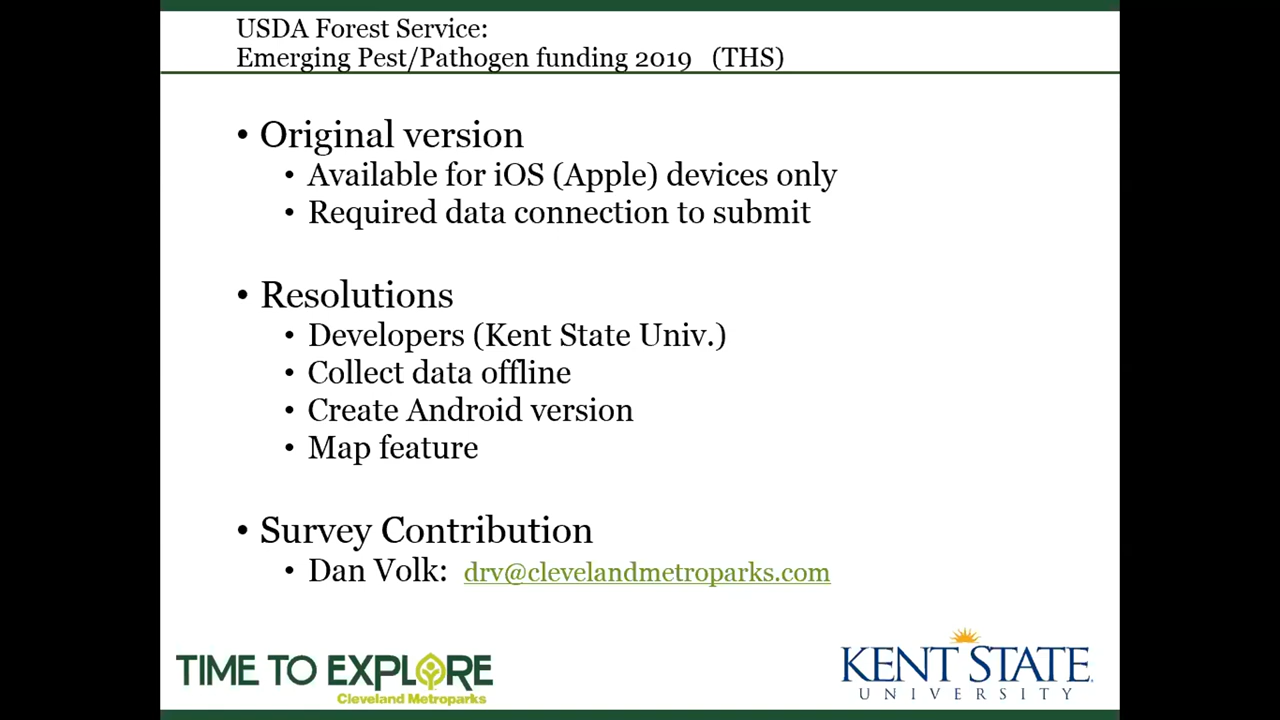 USDA Forest Service:
Emerging Pest/Pathogen funding 2019 (THS)
• Original version
• Available for iOS (Apple) devices only
• Required data connection to submit
• Resolutions
• Developers (Kent State Univ.)
• Collect data offline
• Create Android version
• Map feature
• Survey Contribution
• Dan Volk: drv@clevelandmetroparks.com
TIME TO EXPLORE
Cleveland Metroparks
KENT STATE
UNIVERSITY